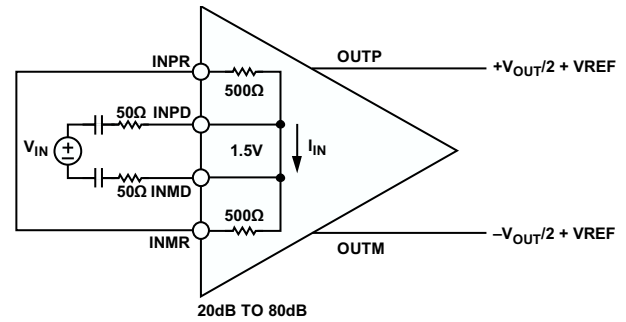 INPR
500Ω
OUTP
+VOUT/2 + VREF
50Ω INPD
VIN
+
−
1.5V
IIN
50Ω INMD
500Ω
INMR
OUTM
−VOUT/2 + VREF
20dB TO 80dB